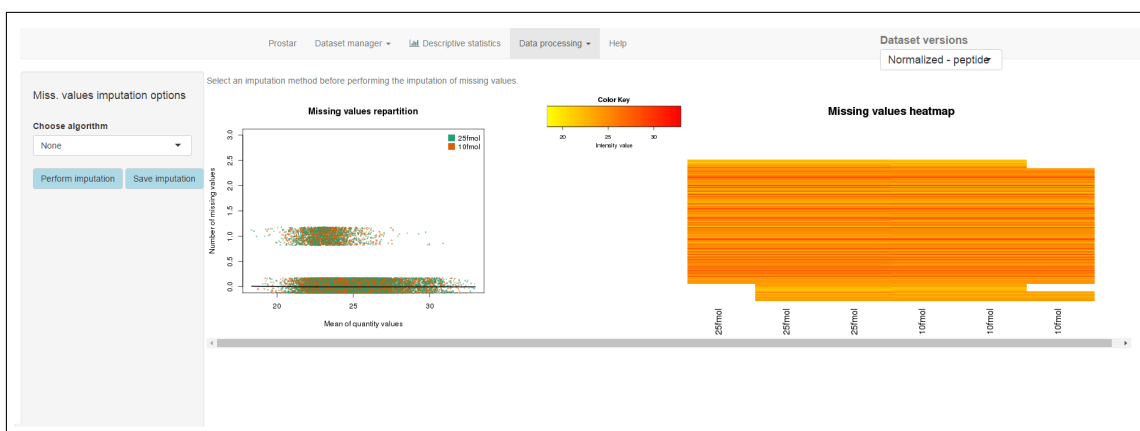 Prostar Dataset manager Descriptive statistics Data processing Help
Dataset versions
Normalized - peptide
Miss. values imputation options
Choose algorithm
None
Perform imputation Save imputation
Select an imputation method before performing the imputation of missing values.
Missing values repartition
25fmol
10fmol
Number of missing values
3.0
2.5
2.0
1.5
1.0
0.5
0.0
20 25 30
Mean of quantity values
Color Key
20 25 30
Intensity value
Missing values heatmap
25fmol 25fmol 25fmol 10fmol 10fmol 10fmol